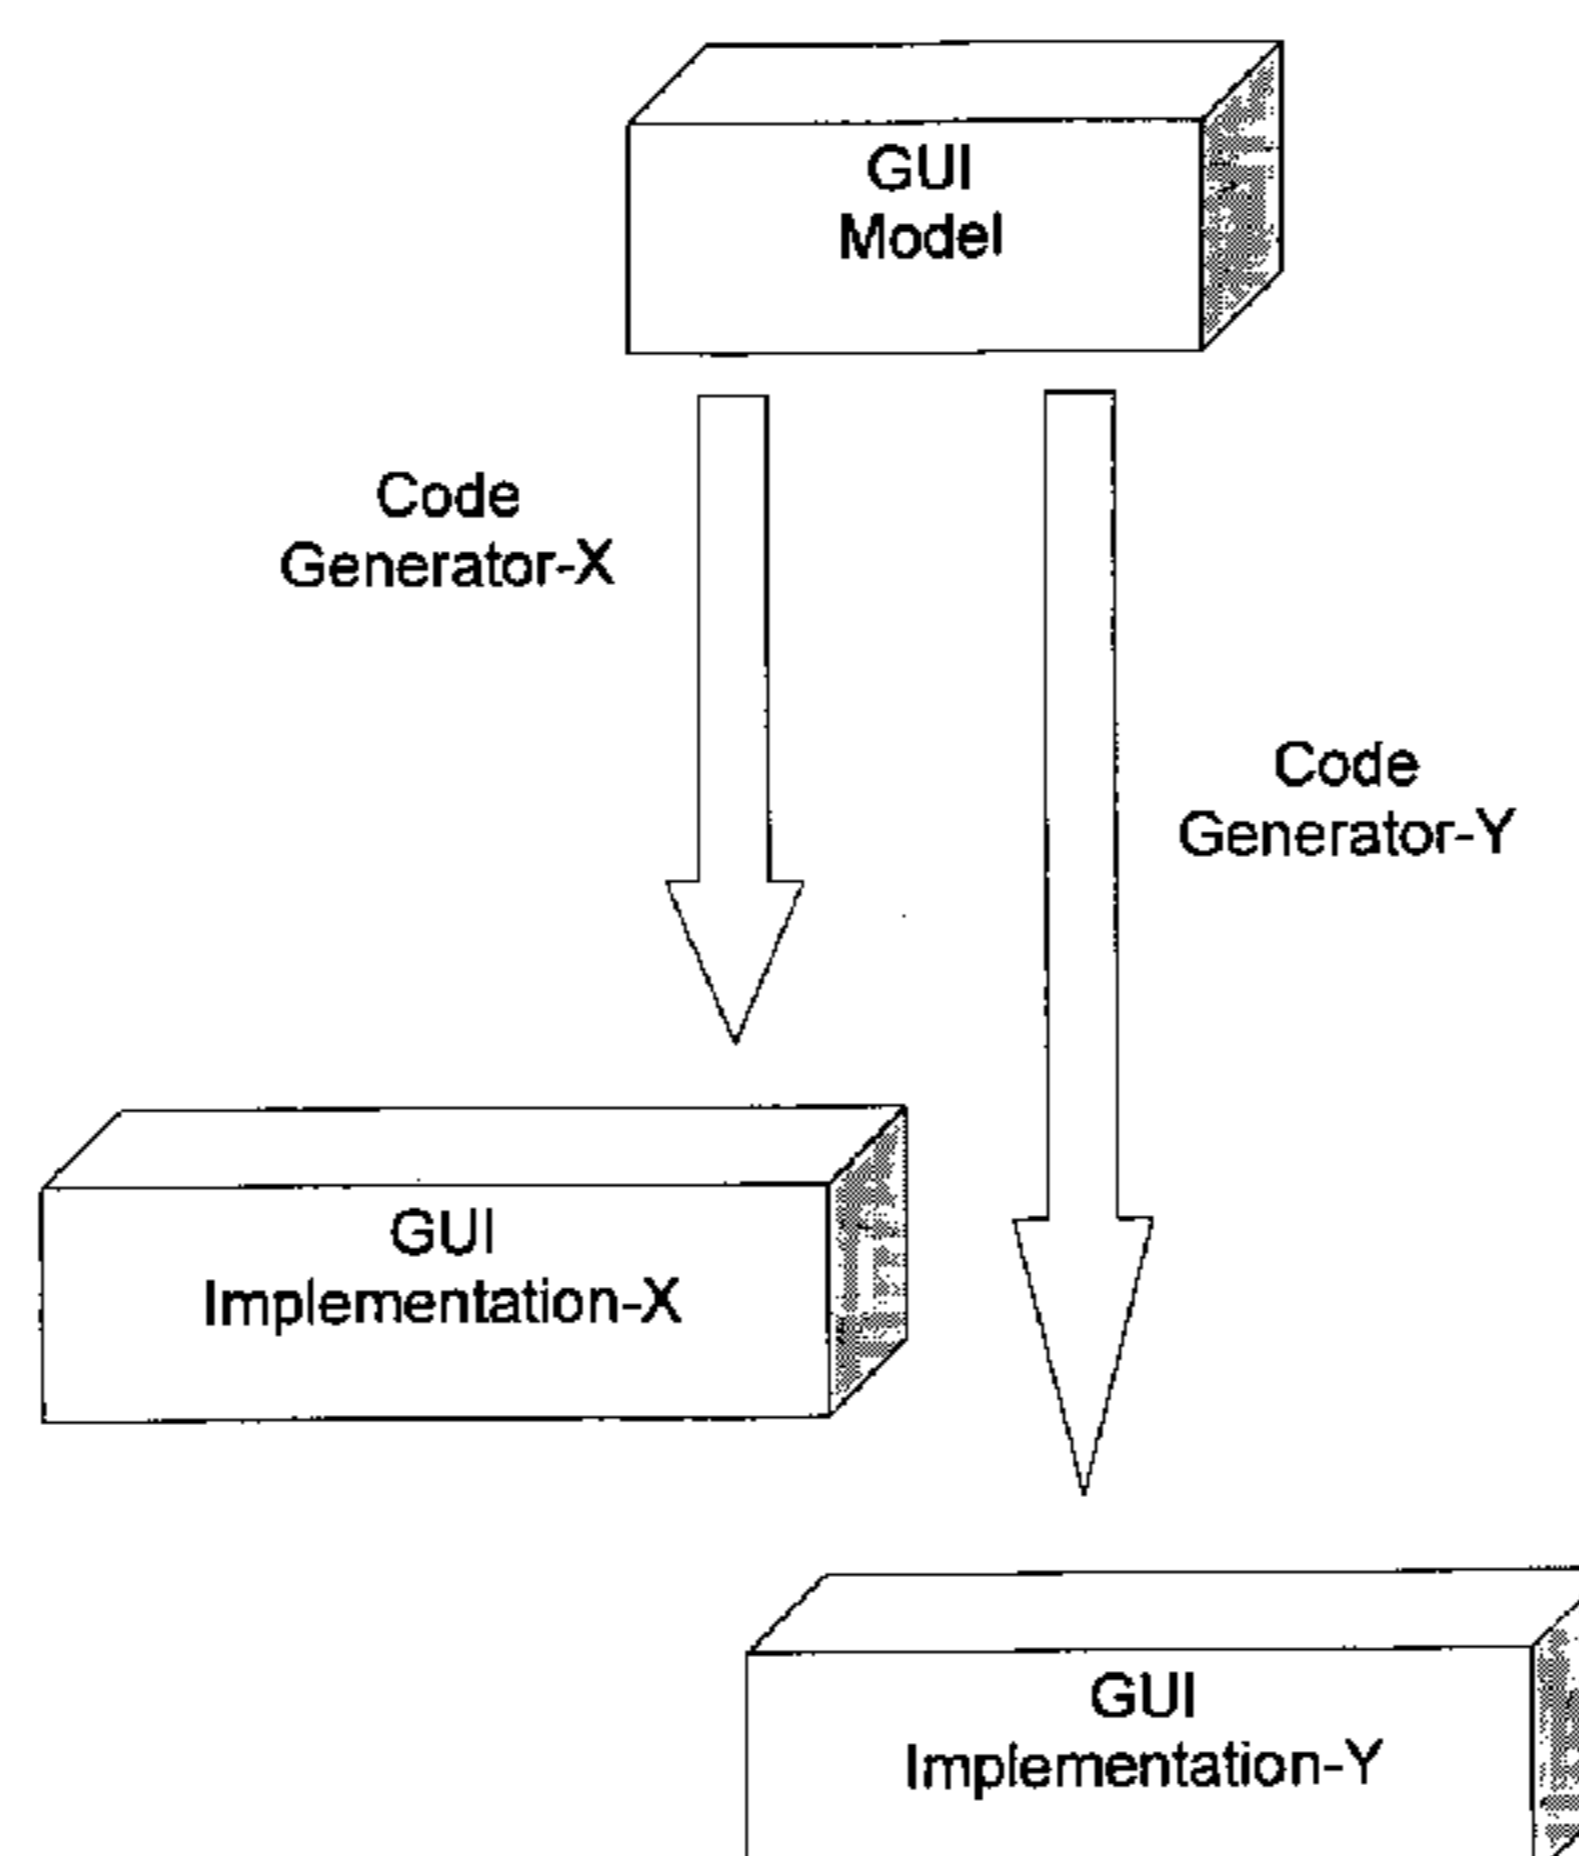 GUI
Model
Code
Generator-X
Code
Generator-Y
GUI
Implementation-X
GUI
Implementation-Y